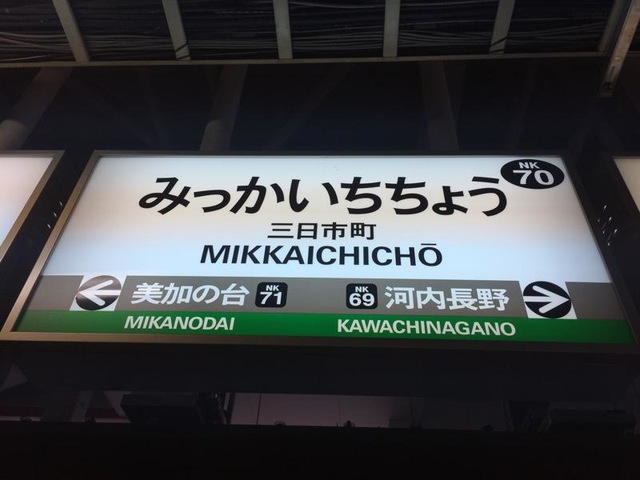 NK
70
みっかいちちょう
三日市町
MIKKAICHICHŌ
← 美加の台 NK 71 NK 69 河内長野 →
MIKANODAI KAWACHINAGANO